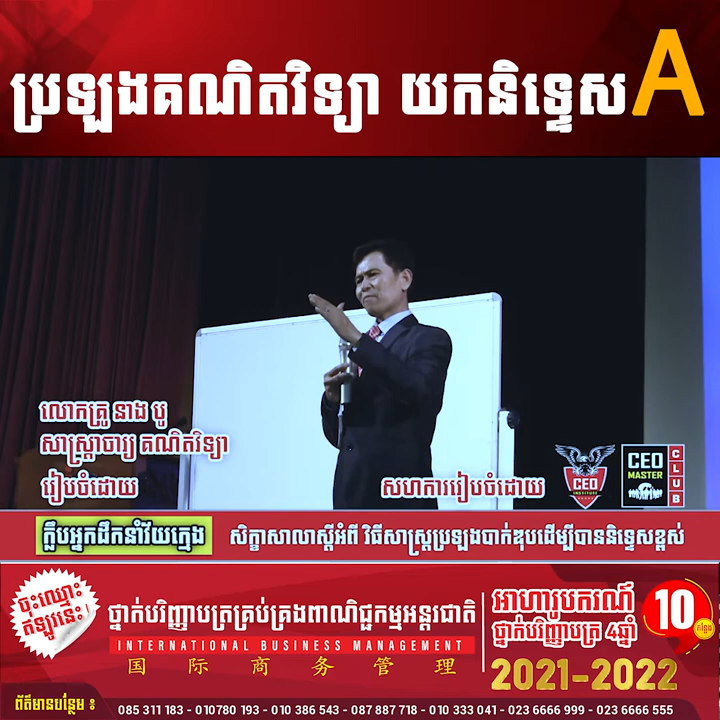 ប្រឡងគណិតវិទ្យា យកនិទ្ទេស A
លោកគ្រូ នាង បូ
សាស្ត្រាចារ្យ គណិតវិទ្យា
រៀបចំដោយ
សហការរៀបចំដោយ
CEO
INSTITUTE
CEO
MASTER
CLUB
ក្លឹបអ្នកដឹកនាំវ័យក្មេង
សិក្ខាសាលាស្ដីអំពី វិធីសាស្ត្រប្រឡងបាក់ឌុបដើម្បីបាននិទ្ទេសខ្ពស់
ចុះឈ្មោះ
ឥឡូវនេះ!
ថ្នាក់បរិញ្ញាបត្រគ្រប់គ្រងពាណិជ្ជកម្មអន្តរជាតិ
INTERNATIONAL BUSINESS MANAGEMENT
国际商务管理
អាហារូបករណ៍
ថ្នាក់បរិញ្ញាបត្រ 4ឆ្នាំ
2021-2022
10
កន្លែង
ព័ត៌មានបន្ថែម ៖
085 311 183 - 010780 193 - 010 386 543 - 087 887 718 - 010 333 041 - 023 6666 999 - 023 6666 555